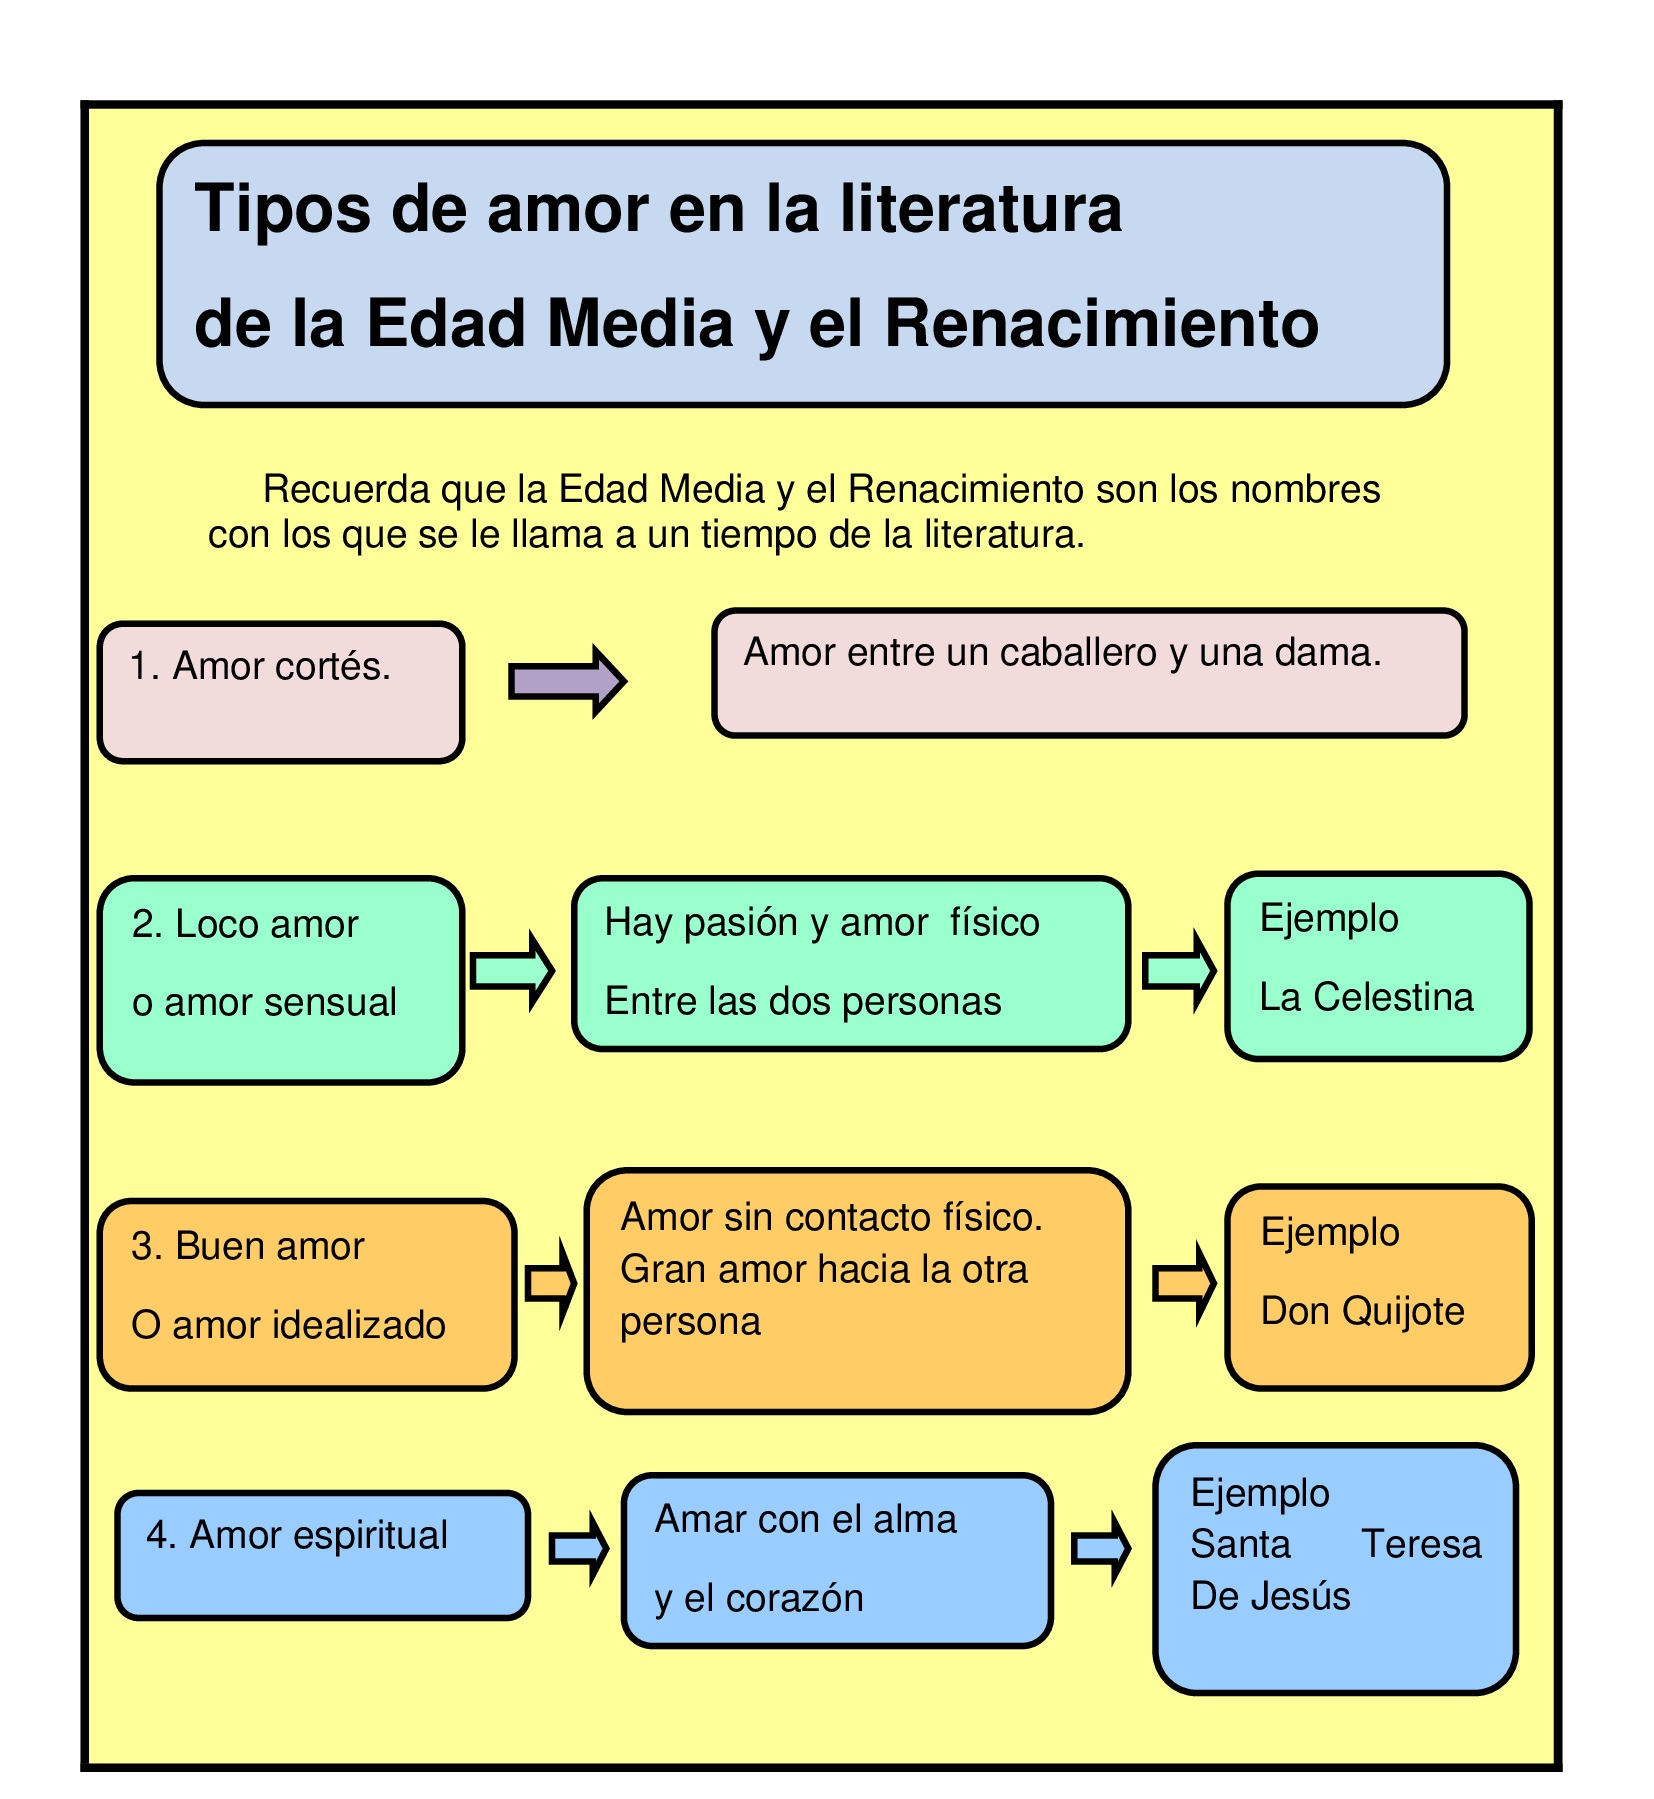 Tipos de amor en la literatura
de la Edad Media y el Renacimiento
Recuerda que la Edad Media y el Renacimiento son los nombres
con los que se le llama a un tiempo de la literatura.
1. Amor cortés.
Amor entre un caballero y una dama.
2. Loco amor
o amor sensual
Hay pasión y amor  físico
Entre las dos personas
Ejemplo
La Celestina
3. Buen amor
O amor idealizado
Amor sin contacto físico.
Gran amor hacia la otra
persona
Ejemplo
Don Quijote
4. Amor espiritual
Amar con el alma
y el corazón
Ejemplo
Santa Teresa
De Jesús